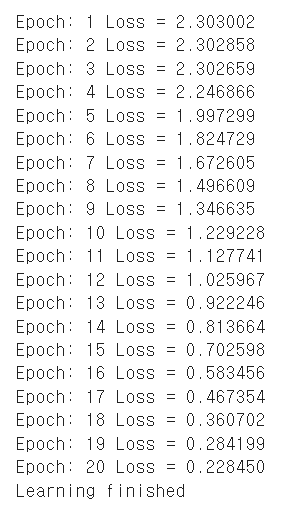 Epoch: 1 Loss = 2.303002
Epoch: 2 Loss = 2.302858
Epoch: 3 Loss = 2.302659
Epoch: 4 Loss = 2.246866
Epoch: 5 Loss = 1.997299
Epoch: 6 Loss = 1.824729
Epoch: 7 Loss = 1.672605
Epoch: 8 Loss = 1.496609
Epoch: 9 Loss = 1.346635
Epoch: 10 Loss = 1.229228
Epoch: 11 Loss = 1.127741
Epoch: 12 Loss = 1.025967
Epoch: 13 Loss = 0.922246
Epoch: 14 Loss = 0.813664
Epoch: 15 Loss = 0.702598
Epoch: 16 Loss = 0.583456
Epoch: 17 Loss = 0.467354
Epoch: 18 Loss = 0.360702
Epoch: 19 Loss = 0.284199
Epoch: 20 Loss = 0.228450
Learning finished